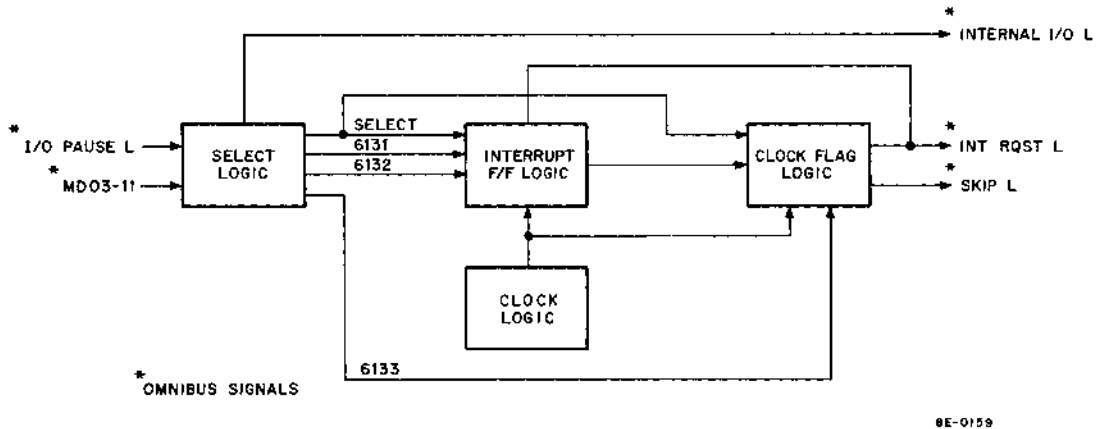 * INTERNAL I/O L
* I/O PAUSE L
* MD03-11
SELECT LOGIC
SELECT
6131
6132
INTERRUPT F/F LOGIC
CLOCK FLAG LOGIC
* INT RQST L
* SKIP L
CLOCK LOGIC
6133
* OMNIBUS SIGNALS
8E-0159